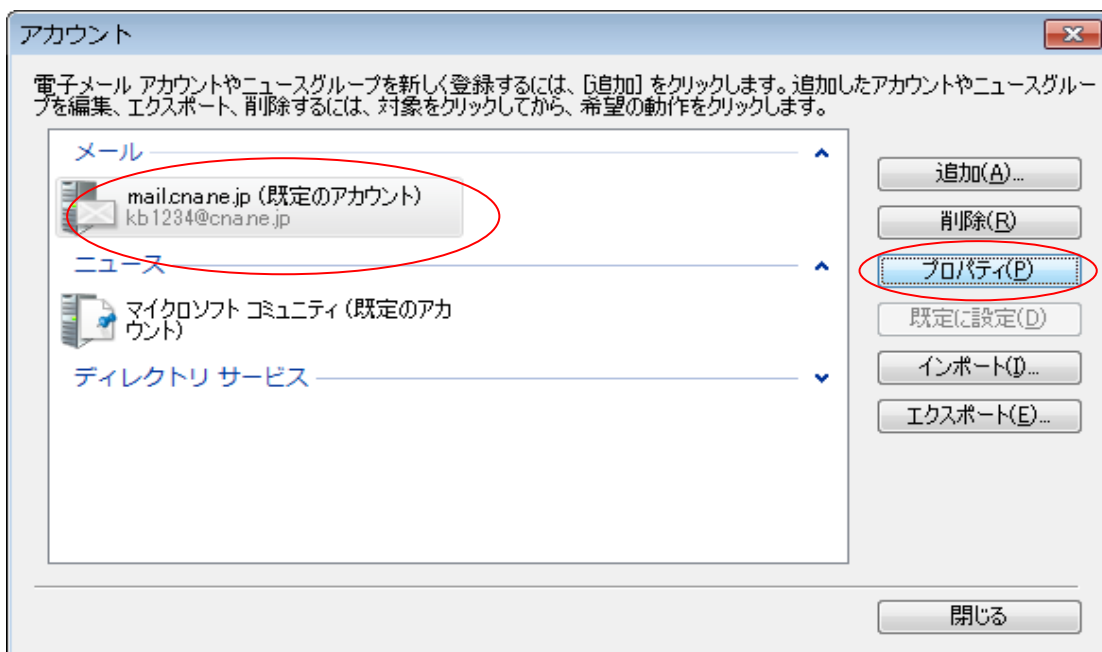 アカウント
電子メール アカウントやニュースグループを新しく登録するには、[追加] をクリックします。追加したアカウントやニュースグルー
プを編集、エクスポート、削除するには、対象をクリックしてから、希望の動作をクリックします。
メール
mail.cna.ne.jp (既定のアカウント)
kb1234@cna.ne.jp
ニュース
マイクロソフト コミュニティ (既定のアカ
ウント)
ディレクトリ サービス
追加(A)...
削除(R)
プロパティ(P)
既定に設定(D)
インポート(I)...
エクスポート(E)...
閉じる